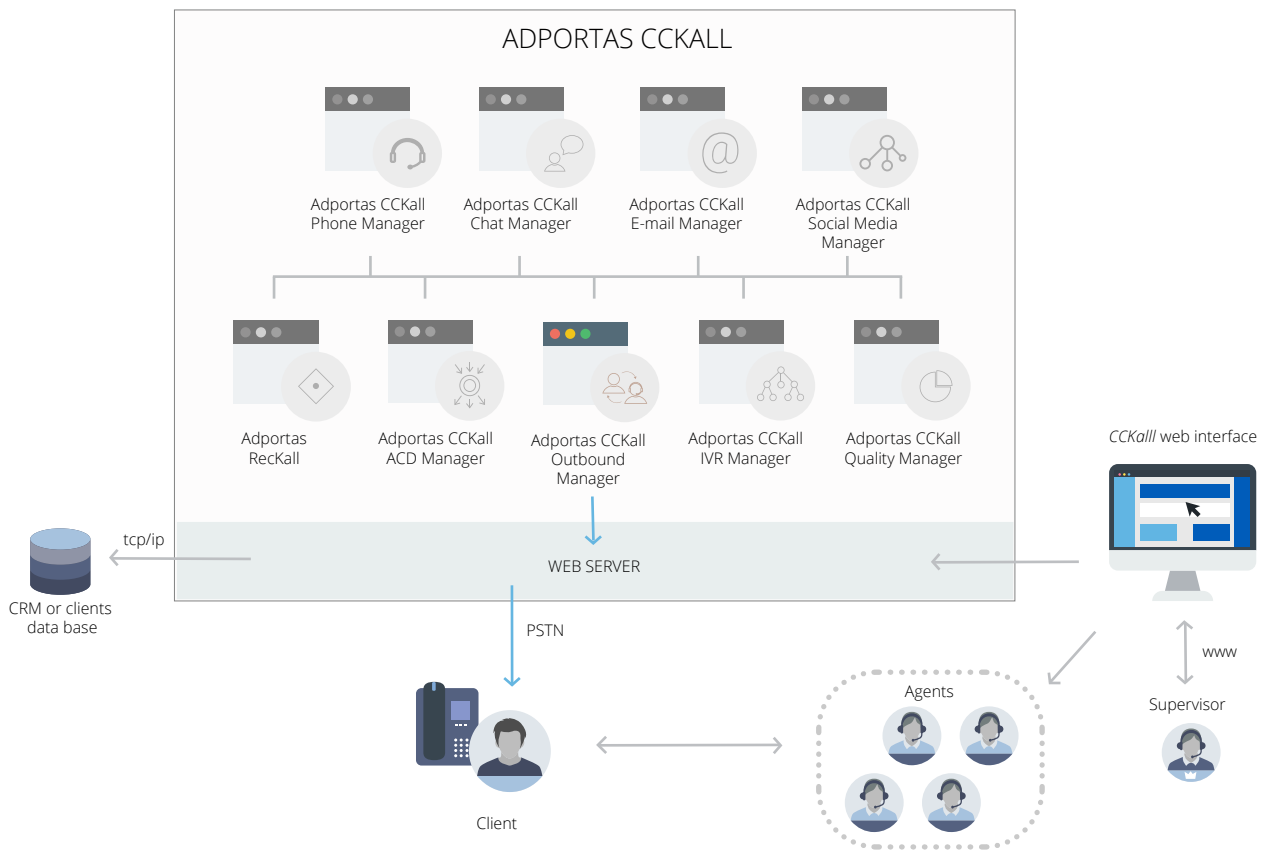 ADPORTAS CCKALL
@
Adportas CCKall
Phone Manager
Adportas CCKall
Chat Manager
Adportas CCKall
E-mail Manager
Adportas CCKall
Social Media
Manager
Adportas
RecKall
Adportas CCKall
ACD Manager
Adportas CCKall
Outbound
Manager
Adportas CCKall
IVR Manager
Adportas CCKall
Quality Manager
CCKalll web interface
tcp/ip
WEB SERVER
CRM or clients
data base
PSTN
www
Agents
Supervisor
Client